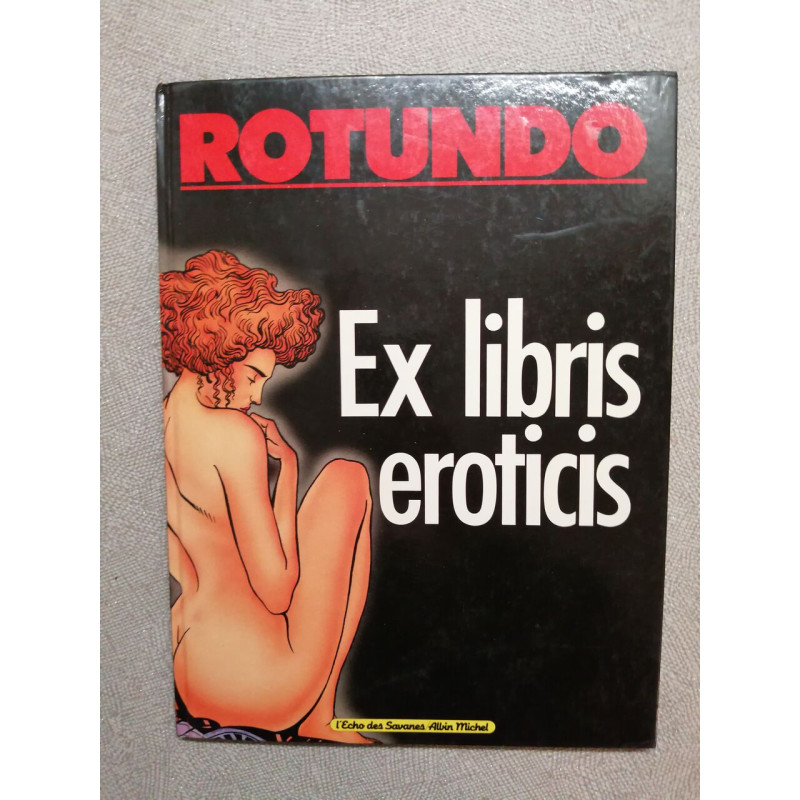 ROTUNDO
Ex libris
eroticis
l'Echo des Savanes Albin Michel